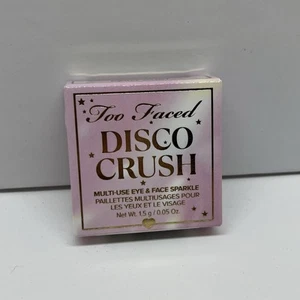 Too Faced
DISCO
CRUSH
MULTI-USE EYE & FACE SPARKLE
PAILLETTES MULTIUSAGES POUR
LES YEUX ET LE VISAGE
Net Wt. 1.5 g / 0.05 Oz.